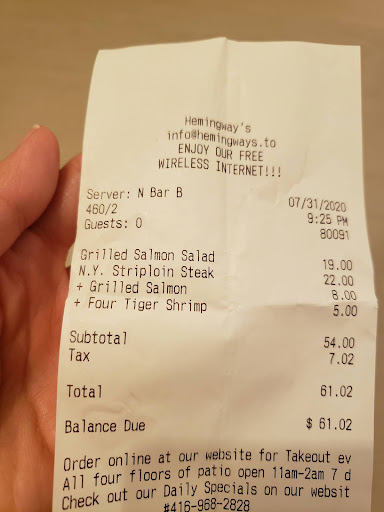 Hemingway's
info@hemingways.to
ENJOY OUR FREE
WIRELESS INTERNET!!!
Server: N Bar B 07/31/2020
460/2 9:25 PM
Guests: 0 80091
Grilled Salmon Salad 19.00
N.Y. Striploin Steak 22.00
+ Grilled Salmon 8.00
+ Four Tiger Shrimp 5.00
Subtotal 54.00
Tax 7.02
Total 61.02
Balance Due $ 61.02
Order online at our website for Takeout ev
All four floors of patio open 11am-2am 7 d
Check out our Daily Specials on our websit
#416-968-2828